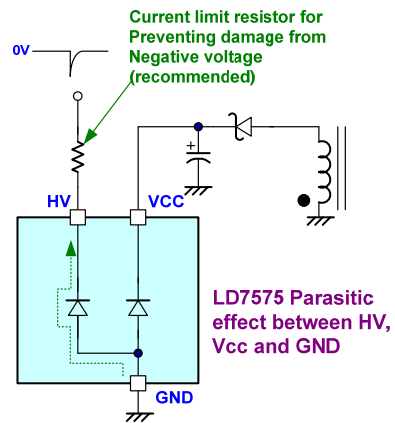 Current limit resistor for
Preventing damage from
Negative voltage
(recommended)
0V
+
HV
VCC
LD7575 Parasitic
effect between HV,
Vcc and GND
GND